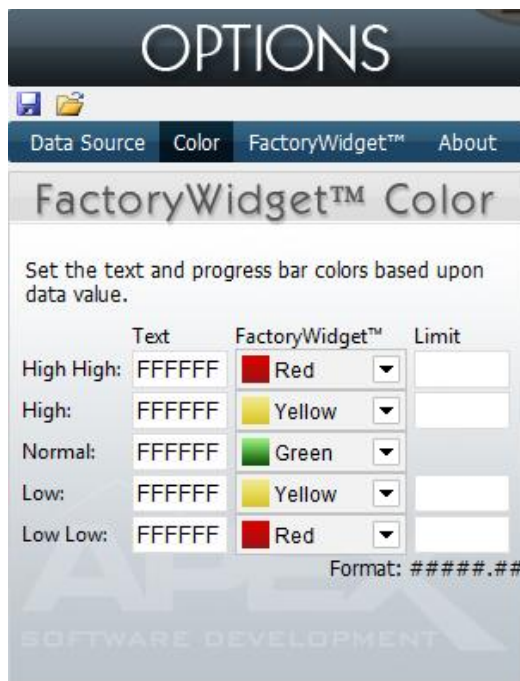 OPTIONS
Data Source Color FactoryWidget™ About
FactoryWidget™ Color
Set the text and progress bar colors based upon
data value.
Text FactoryWidget™ Limit
High High: FFFFFF Red
High: FFFFFF Yellow
Normal: FFFFFF Green
Low: FFFFFF Yellow
Low Low: FFFFFF Red
Format: #####.##
APEX
SOFTWARE DEVELOPMENT